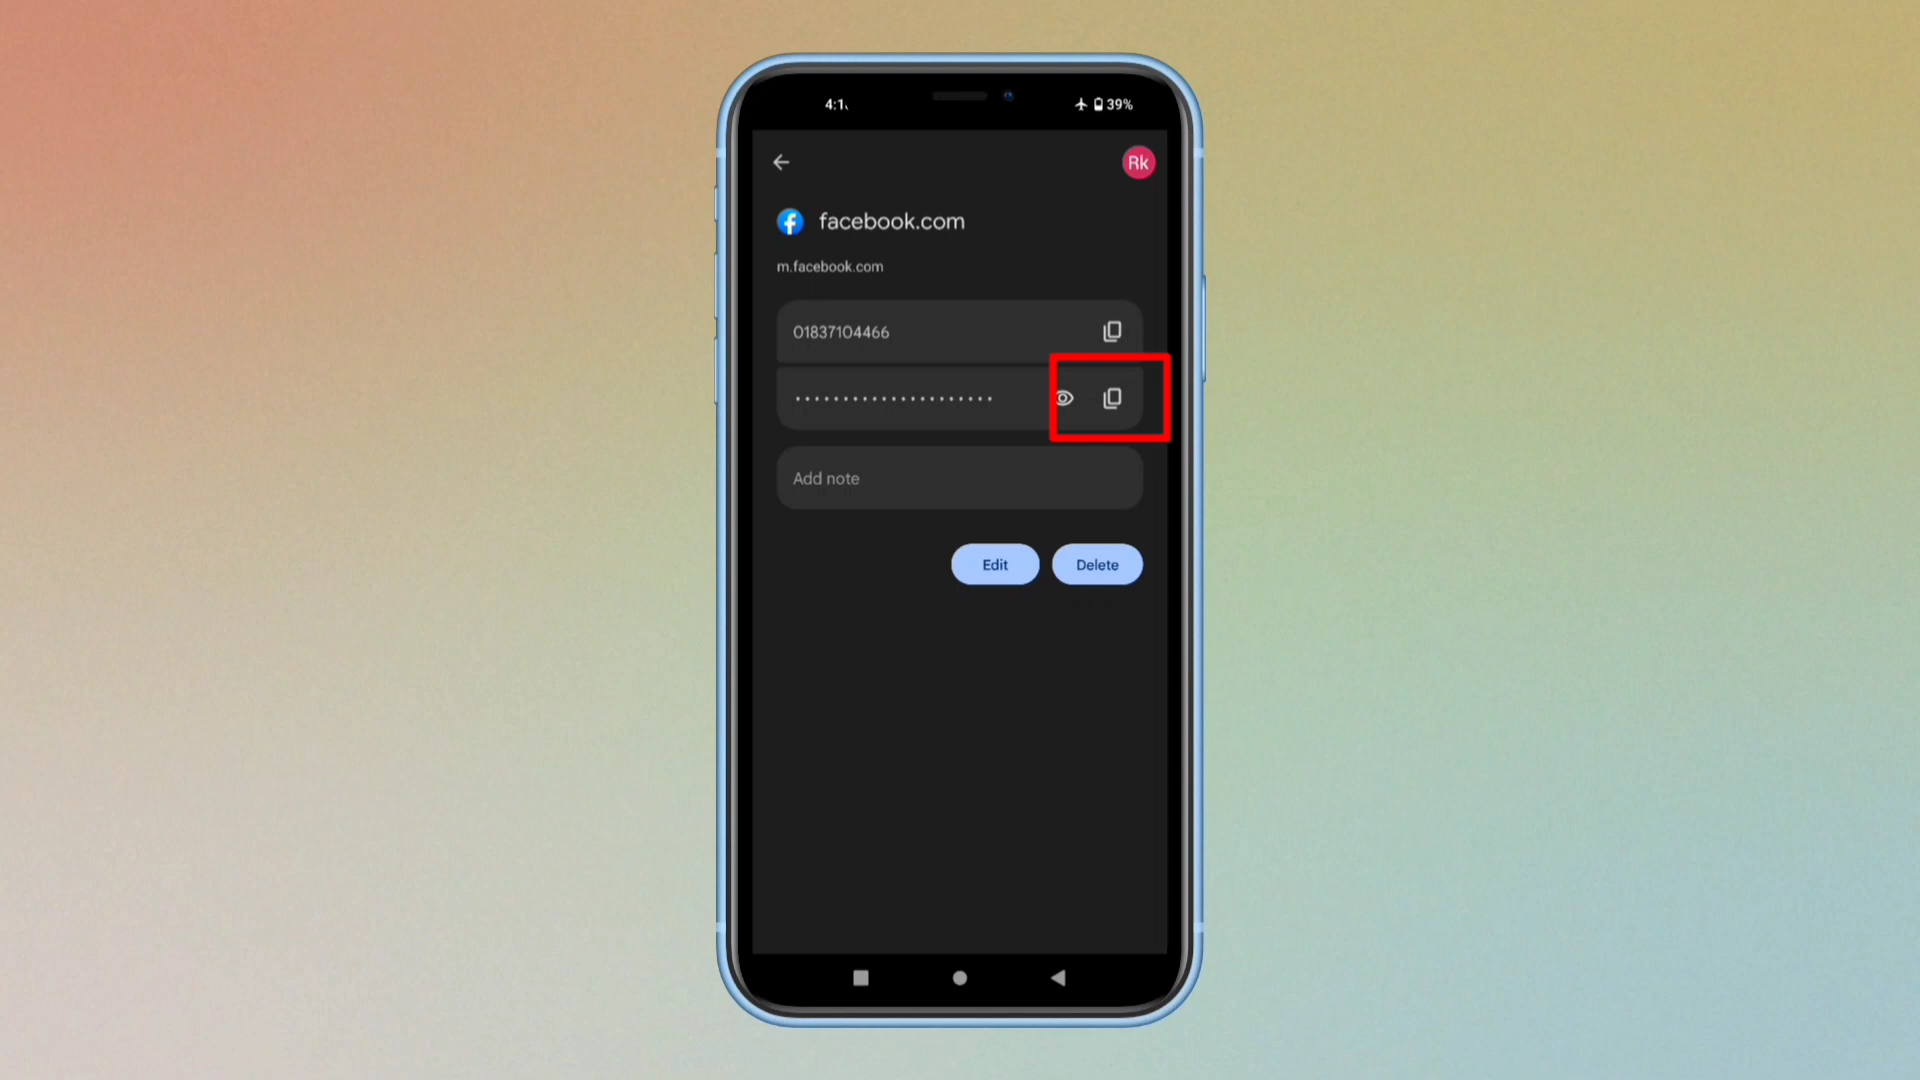 4:1
39%
Rk
facebook.com
m.facebook.com
01837104466
•••••••••••••••••••••
Add note
Edit
Delete